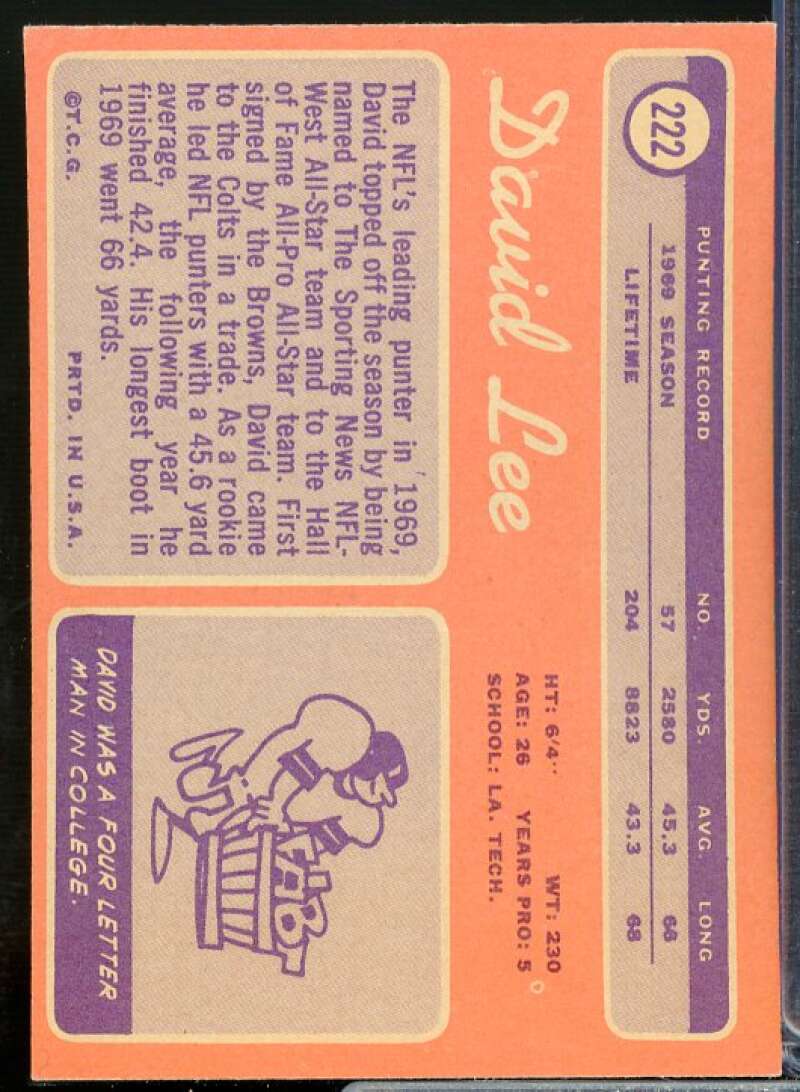 222
PUNTING RECORD NO. YDS. AVG. LONG
1969 SEASON 57 2580 45.3 66
LIFETIME 204 8823 43.3 68
David Lee
HT: 6'4" WT: 230
AGE: 26 YEARS PRO: 5
SCHOOL: LA. TECH.
The NFL's leading punter in 1969,
David topped off the season by being
named to The Sporting News NFL-
West All-Star team and to the Hall
of Fame All-Pro All-Star team. First
signed by the Browns, David came
to the Colts in a trade. As a rookie
he led NFL punters with a 45.6 yard
average, the following year he
finished 42.4. His longest boot in
1969 went 66 yards.
©T.C.G. PRTD. IN U.S.A.
DAVID WAS A FOUR LETTER
MAN IN COLLEGE.